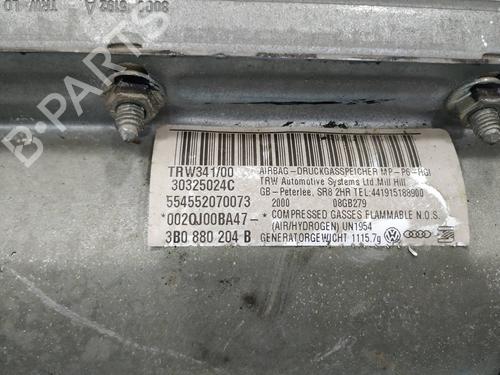 B-PARTS
TRW341/00
30325024C
554552070073
*002QJ00BA47-*
3B0 880 204 B
AIRBAG-DRUCKGASSPEICHER MP-P6-HGI
TRW Automotive Systems Ltd.Mill Hill
GB-Peterlee, SR8 2HR TEL:441915188900
2000 08GB279
COMPRESSED GASSES FLAMMABLE N.O.S.
(AIR/HYDROGEN) UN1954
GENERATORGEWICHT 1115.7g